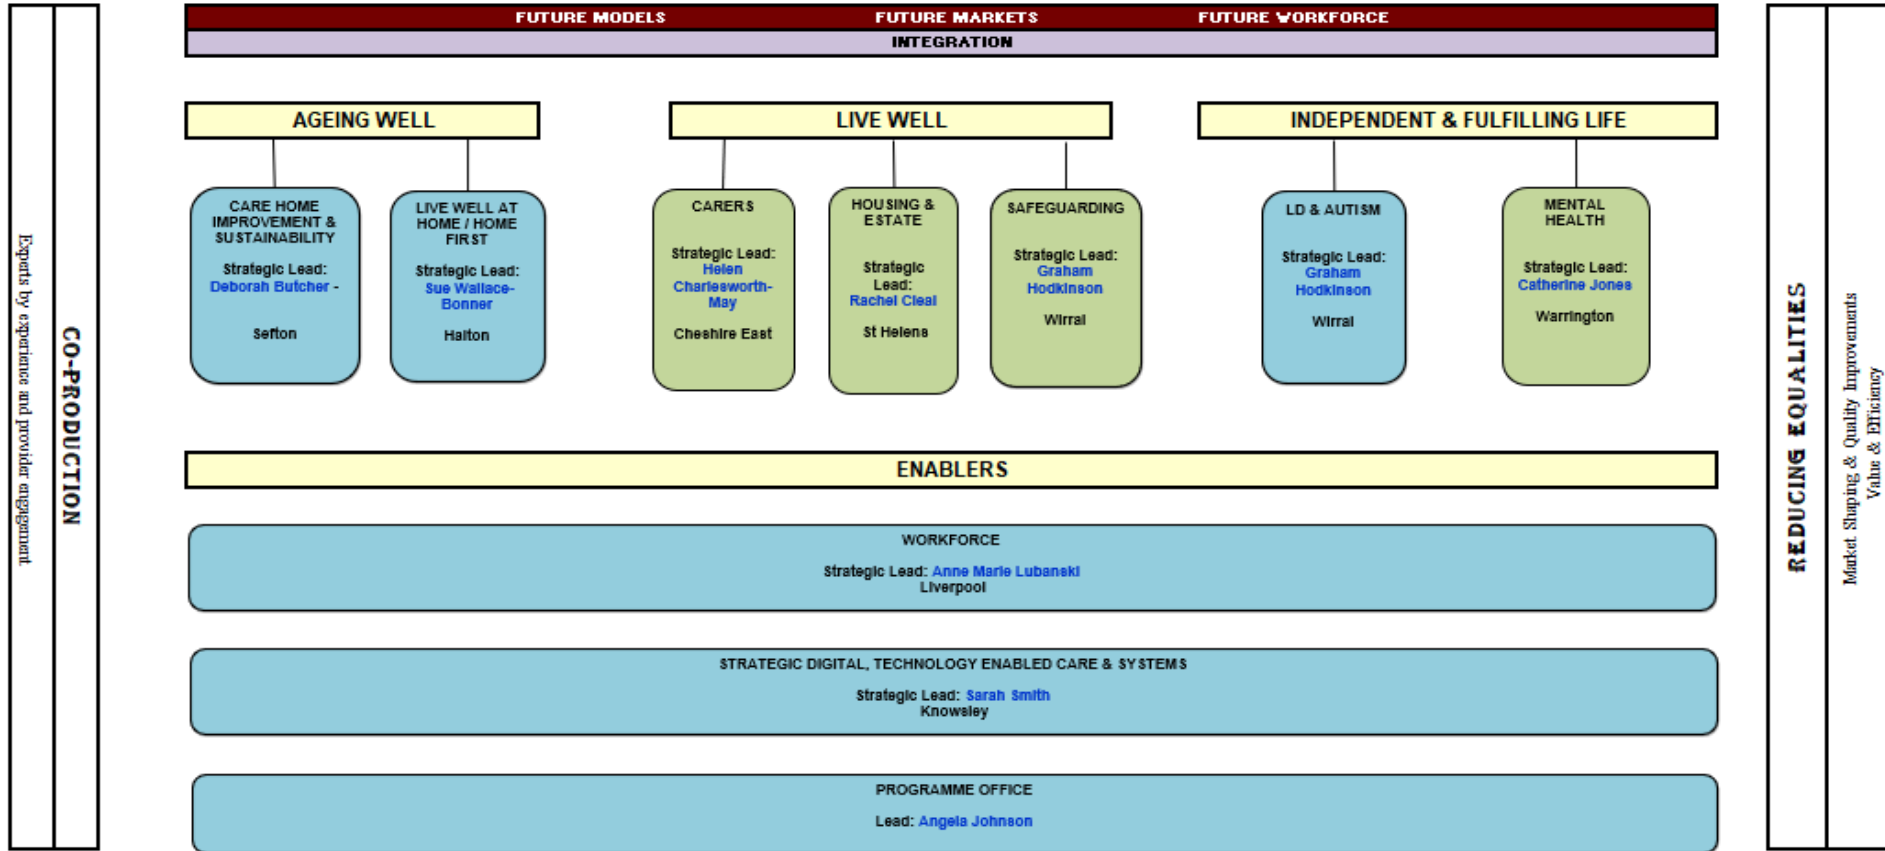 FUTURE MODELS FUTURE MARKETS FUTURE WORKFORCE
INTEGRATION
Experts by experience and provider engagement
CO-PRODUCTION
AGEING WELL
LIVE WELL
INDEPENDENT & FULFILLING LIFE
CARE HOME
IMPROVEMENT &
SUSTAINABILITY
Strategic Lead:
Deborah Butcher -
Sefton
LIVE WELL AT
HOME / HOME
FIRST
Strategic Lead:
Sue Wallace-
Bonner
Halton
CARERS
Strategic Lead:
Helen
Charlesworth-
May
Cheshire East
HOUSING &
ESTATE
Strategic
Lead:
Rachel Cleal
St Helens
SAFEGUARDING
Strategic Lead:
Graham
Hodkinson
Wirral
LD & AUTISM
Strategic Lead:
Graham
Hodkinson
Wirral
MENTAL
HEALTH
Strategic Lead:
Catherine Jones
Warrington
ENABLERS
WORKFORCE
Strategic Lead: Anne Marie Lubanski
Liverpool
STRATEGIC DIGITAL, TECHNOLOGY ENABLED CARE & SYSTEMS
Strategic Lead: Sarah Smith
Knowsley
PROGRAMME OFFICE
Lead: Angela Johnson
REDUCING EQUALITIES
Market Shaping & Quality Improvements
Value & Efficiency